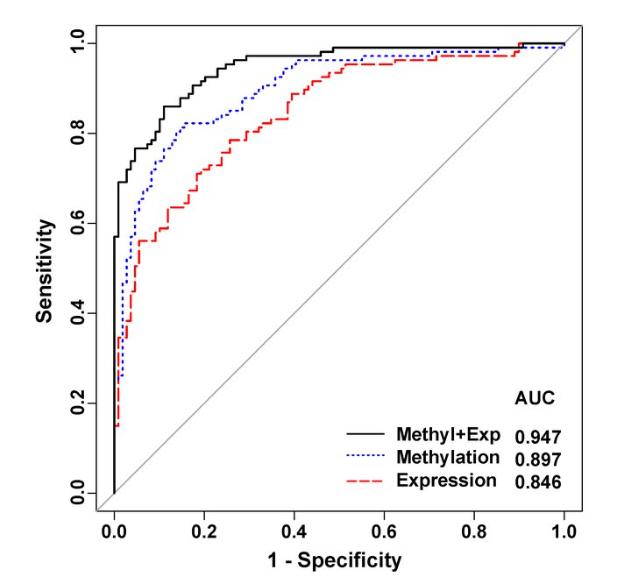 1.0
0.8
0.6
0.4
0.2
0.0
Sensitivity
AUC
Methyl+Exp 0.947
Methylation 0.897
Expression 0.846
0.0 0.2 0.4 0.6 0.8 1.0
1 - Specificity